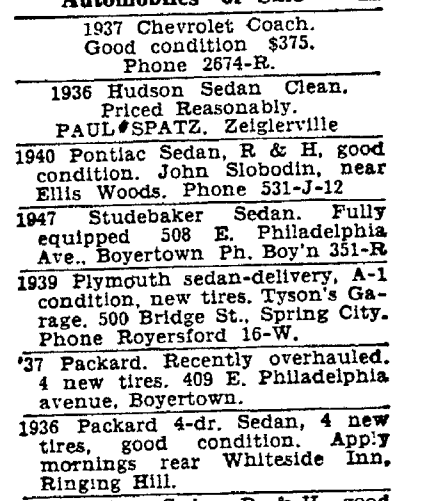 Automobiles
1937 Chevrolet Coach.
Good condition $375.
Phone 2674-R.
1936 Hudson Sedan Clean.
Priced Reasonably.
PAUL SPATZ. Zeiglerville
1940 Pontiac Sedan, R & H, good
condition. John Slobodin, near
Ellis Woods. Phone 531-J-12
1947 Studebaker Sedan. Fully
equipped 508 E. Philadelphia
Ave., Boyertown Ph. Boy'n 351-R
1939 Plymouth sedan-delivery, A-1
condition, new tires. Tyson's Ga-
rage. 500 Bridge St., Spring City.
Phone Royersford 16-W.
'37 Packard. Recently overhauled.
4 new tires. 409 E. Philadelphia
avenue, Boyertown.
1936 Packard 4-dr. Sedan, 4 new
tires, good condition. Apply
mornings rear Whiteside Inn,
Ringing Hill.